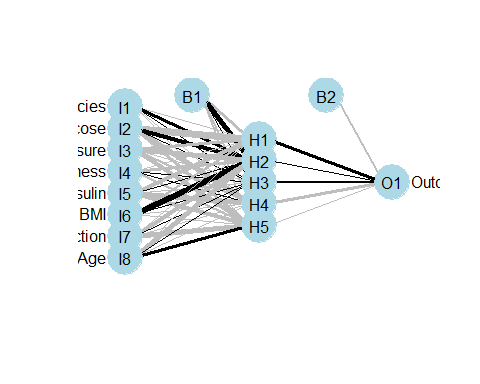 cies I1 B1 B2
cose I2
sure I3 H1
ness I4 H2
sulin I5 H3 O1 Outc
BMI I6 H4
ction I7 H5
Age I8